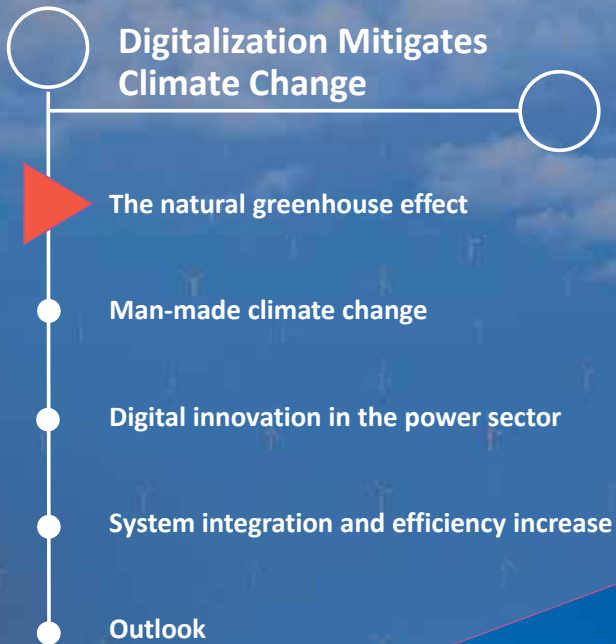 Digitalization Mitigates
Climate Change
The natural greenhouse effect
Man-made climate change
Digital innovation in the power sector
System integration and efficiency increase
Outlook